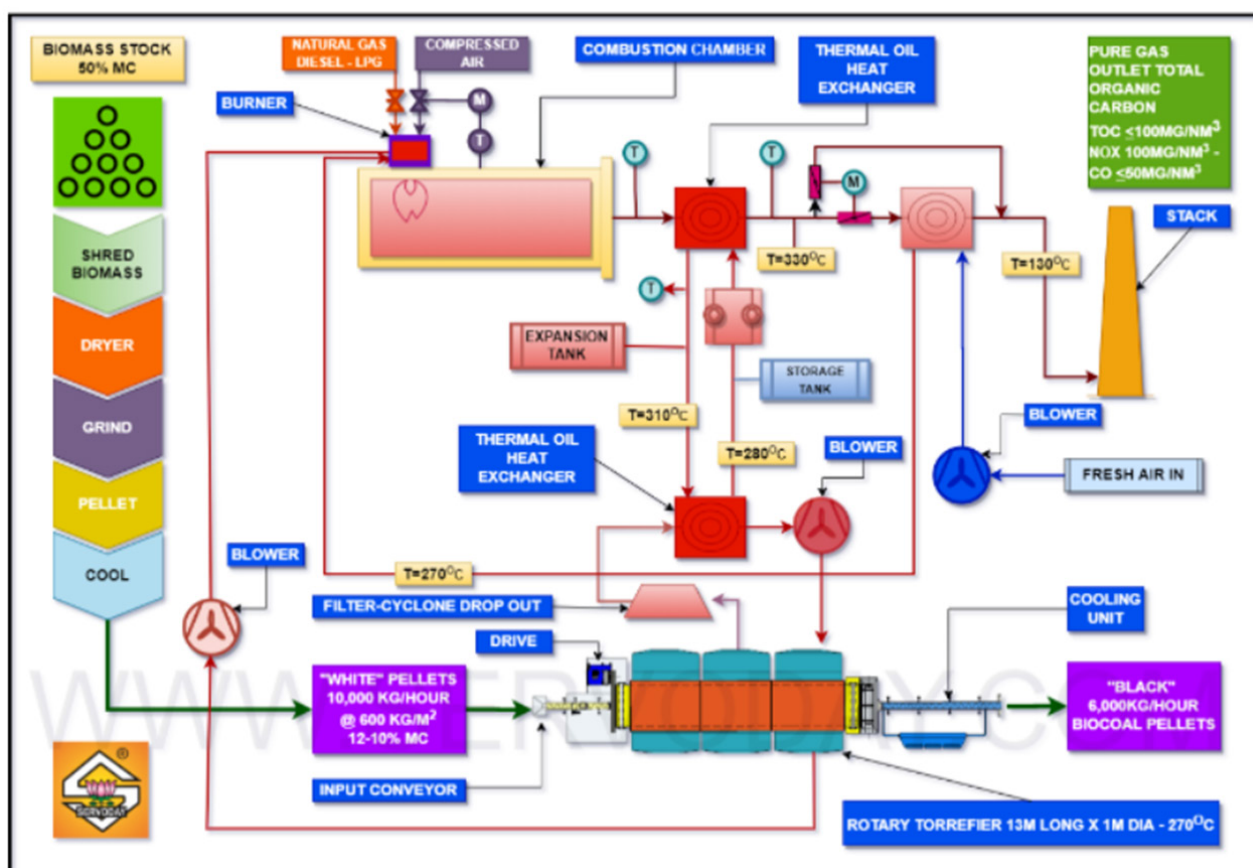 BIOMASS STOCK
50% MC
NATURAL GAS
DIESEL - LPG
COMPRESSED
AIR
COMBUSTION CHAMBER
THERMAL OIL
HEAT
EXCHANGER
PURE GAS
OUTLET TOTAL
ORGANIC
CARBON
TOC ≤100MG/NM³
NOX 100MG/NM³ -
CO ≤50MG/NM³
BURNER
M
T
T
T
M
STACK
SHRED
BIOMASS
T=330°C
T=130°C
T
DRYER
EXPANSION
TANK
STORAGE
TANK
GRIND
T=310°C
BLOWER
THERMAL OIL
HEAT
EXCHANGER
T=280°C
BLOWER
FRESH AIR IN
PELLET
BLOWER
COOL
T=270°C
FILTER-CYCLONE DROP OUT
COOLING
UNIT
DRIVE
"WHITE" PELLETS
10,000 KG/HOUR
@ 600 KG/M²
12-10% MC
"BLACK"
6,000KG/HOUR
BIOCOAL PELLETS
WWW.SERVODAY.COM
INPUT CONVEYOR
SERVODAY
®
ROTARY TORREFIER 13M LONG X 1M DIA - 270°C